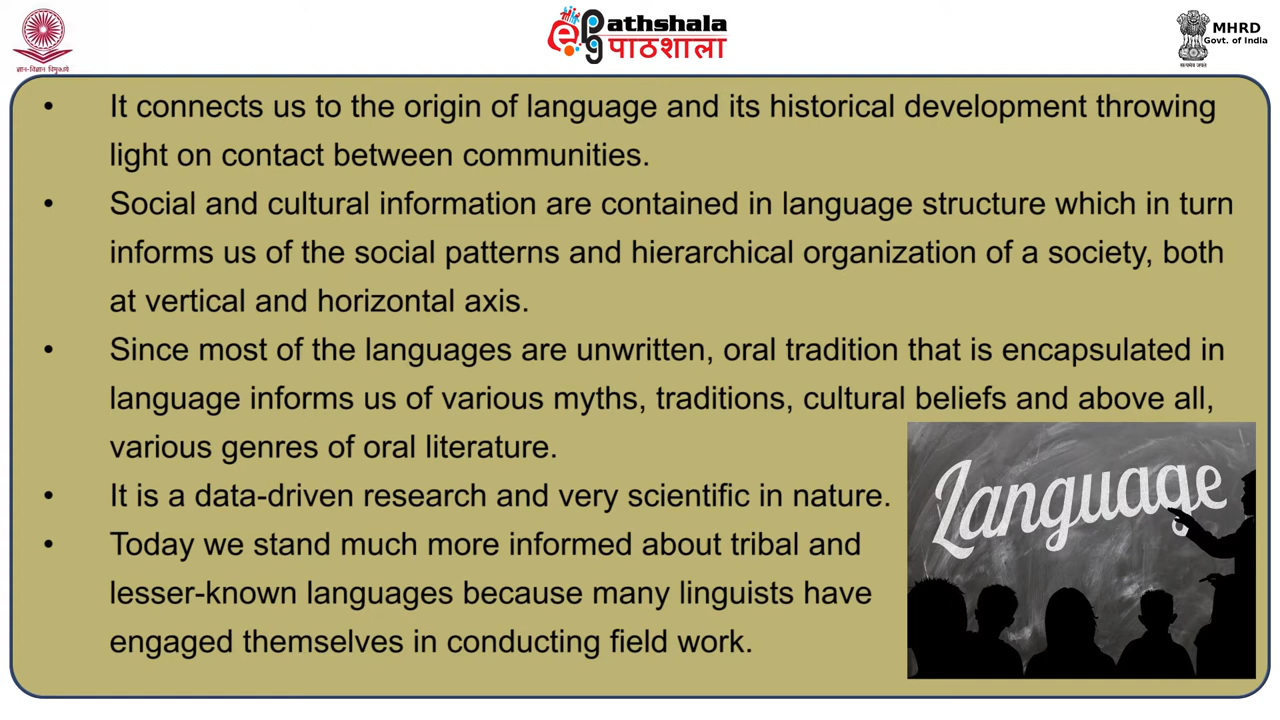 ज्ञान-विज्ञान विमुक्तये
athshala
पाठशाला
MHRD
Govt. of India
सत्यमेव जयते
• It connects us to the origin of language and its historical development throwing
light on contact between communities.
• Social and cultural information are contained in language structure which in turn
informs us of the social patterns and hierarchical organization of a society, both
at vertical and horizontal axis.
• Since most of the languages are unwritten, oral tradition that is encapsulated in
language informs us of various myths, traditions, cultural beliefs and above all,
various genres of oral literature.
• It is a data-driven research and very scientific in nature.
• Today we stand much more informed about tribal and
lesser-known languages because many linguists have
engaged themselves in conducting field work.
Language